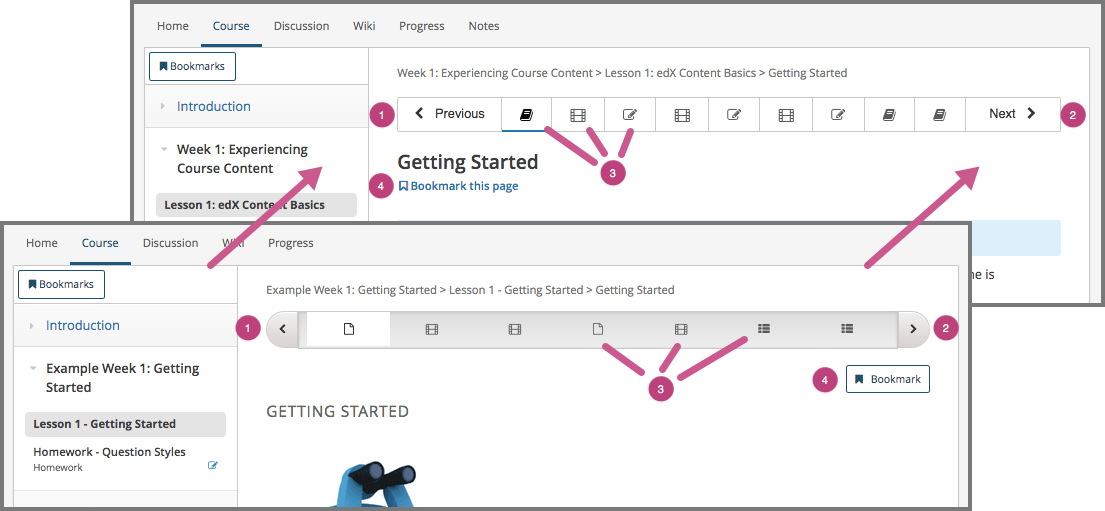 Home Course Discussion Wiki Progress Notes
Bookmarks
Week 1: Experiencing Course Content > Lesson 1: edX Content Basics > Getting Started
Introduction
1 Previous Next 2
Week 1: Experiencing
Course Content
Getting Started
3
4 Bookmark this page
Lesson 1: edX Content Basics
Home Course Discussion Wiki Progress
ne is
Bookmarks
Example Week 1: Getting Started > Lesson 1 - Getting Started > Getting Started
Introduction
1 2
Example Week 1: Getting
Started
3
4 Bookmark
GETTING STARTED
Lesson 1 - Getting Started
Homework - Question Styles
Homework